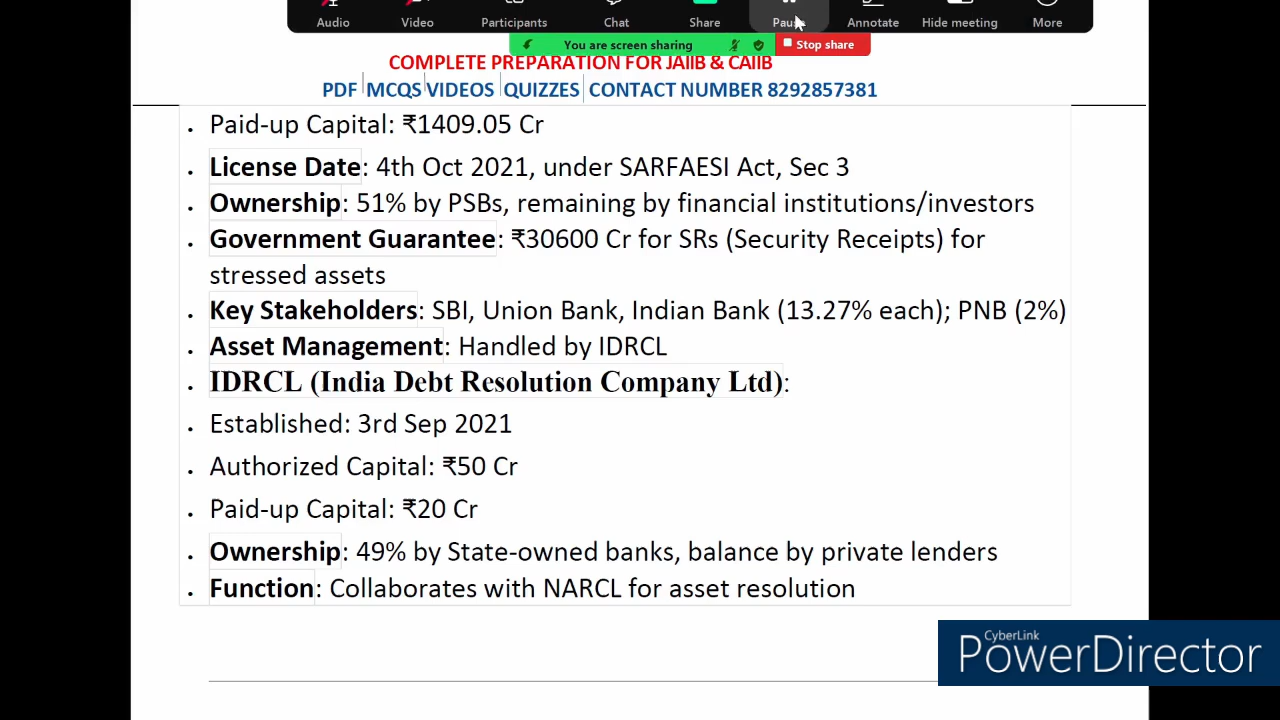 Audio Video Participants Chat Share Pause Annotate Hide meeting More
You are screen sharing Stop share
COMPLETE PREPARATION FOR JAIIB & CAIIB
PDF MCQS VIDEOS QUIZZES CONTACT NUMBER 8292857381
• Paid-up Capital: ₹1409.05 Cr
• License Date: 4th Oct 2021, under SARFAESI Act, Sec 3
• Ownership: 51% by PSBs, remaining by financial institutions/investors
• Government Guarantee: ₹30600 Cr for SRs (Security Receipts) for
stressed assets
• Key Stakeholders: SBI, Union Bank, Indian Bank (13.27% each); PNB (2%)
• Asset Management: Handled by IDRCL
• IDRCL (India Debt Resolution Company Ltd):
• Established: 3rd Sep 2021
• Authorized Capital: ₹50 Cr
• Paid-up Capital: ₹20 Cr
• Ownership: 49% by State-owned banks, balance by private lenders
• Function: Collaborates with NARCL for asset resolution
CyberLink
PowerDirector